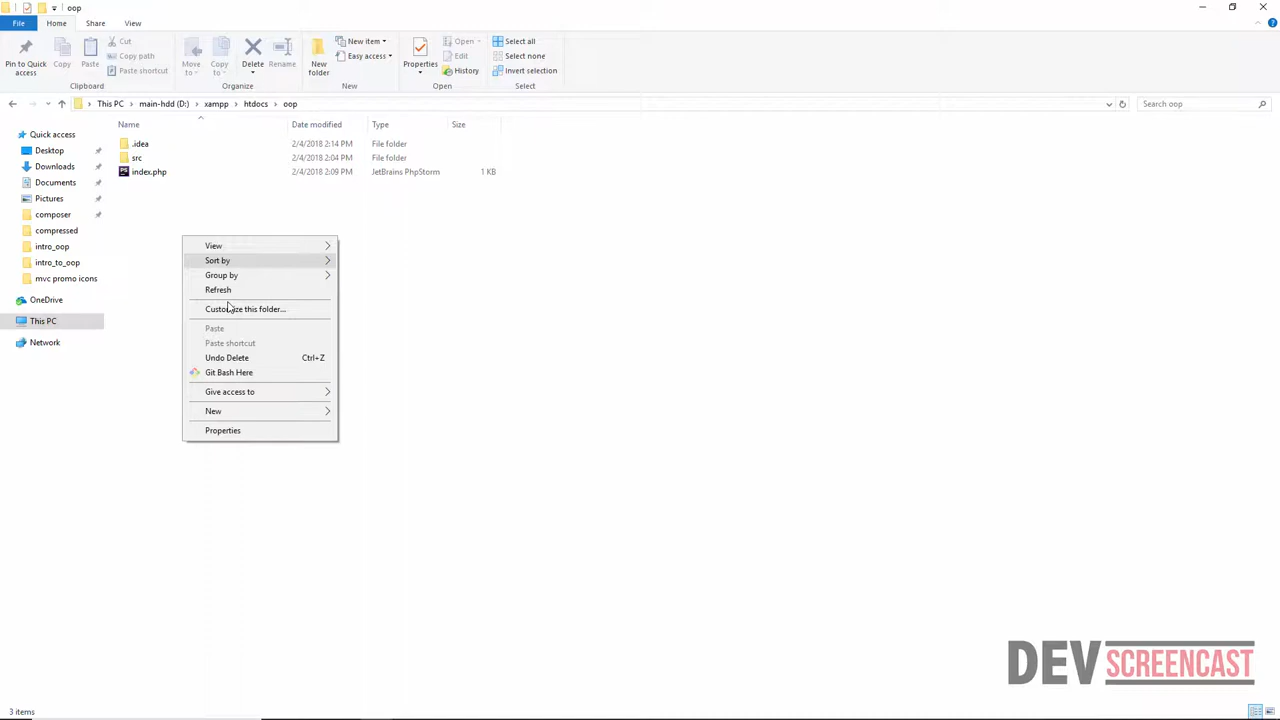 oop
File Home Share View
Pin to Quick access
Copy
Paste
Cut
Copy path
Paste shortcut
Clipboard
Move to
Copy to
Delete
Rename
Organize
New folder
New item
Easy access
New
Properties
Open
Edit
History
Open
Select all
Select none
Invert selection
Select
This PC > main-hdd (D:) > xampp > htdocs > oop
Search oop
Name Date modified Type Size
.idea 2/4/2018 2:14 PM File folder
src 2/4/2018 2:04 PM File folder
index.php 2/4/2018 2:09 PM JetBrains PhpStorm 1 KB
Quick access
Desktop
Downloads
Documents
Pictures
composer
compressed
intro_oop
intro_to_oop
mvc promo icons
OneDrive
This PC
Network
View
Sort by
Group by
Refresh
Customize this folder...
Paste
Paste shortcut
Undo Delete Ctrl+Z
Git Bash Here
Give access to
New
Properties
DEVSCREENCAST
3 items